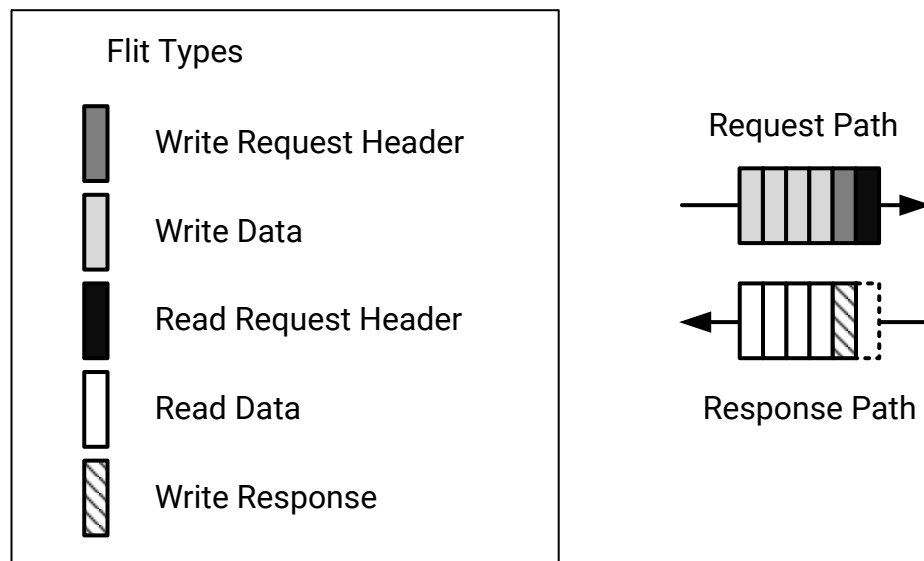 Flit Types
Write Request Header
Write Data
Read Request Header
Read Data
Write Response
Request Path
Response Path